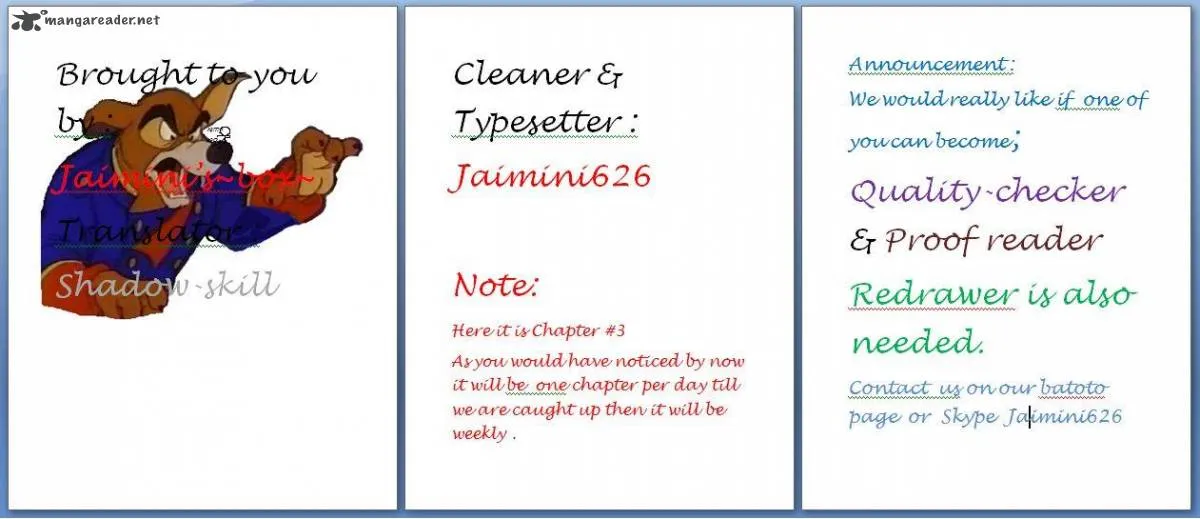 mangareader.net
Brought to you
by :
Jaimini's~box~
Translator :
Shadow-skill
Cleaner &
Typesetter :
Jaimini626
Note:
Here it is Chapter #3
As you would have noticed by now
it will be one chapter per day till
we are caught up then it will be
weekly .
Announcement :
We would really like if one of
you can become;
Quality-checker
& Proof reader
Redrawer is also
needed.
Contact us on our batoto
page or Skype Jaimini626